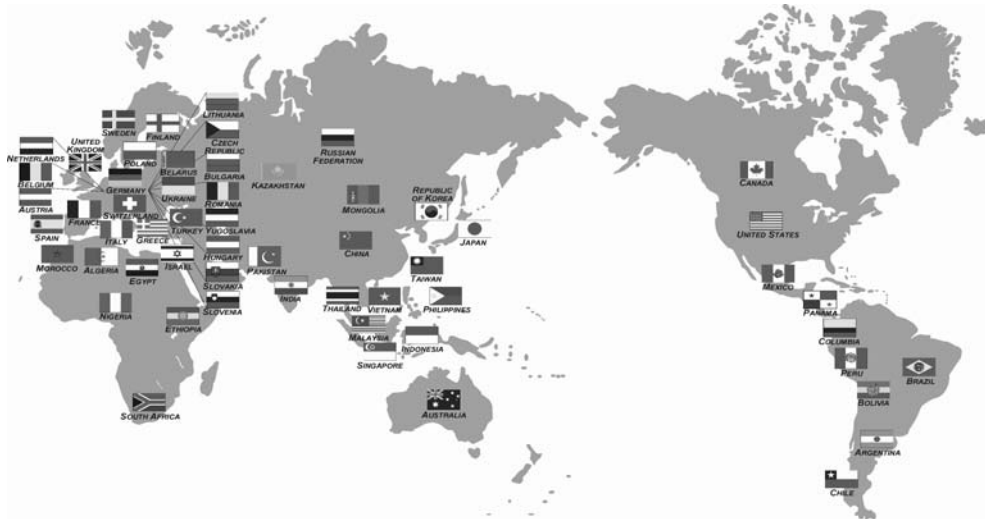 LITHUANIA
SWEDEN
FINLAND
UNITED
KINGDOM
CZECH
REPUBLIC
NETHERLANDS
POLAND
BELARUS
RUSSIAN
FEDERATION
BELGIUM
GERMANY
UKRAINE
BULGARIA
KAZAKHSTAN
CANADA
AUSTRIA
SWITZERLAND
ROMANIA
MONGOLIA
REPUBLIC
OF KOREA
FRANCE
SPAIN
ITALY
GREECE
TURKEY
YUGOSLAVIA
JAPAN
UNITED STATES
MOROCCO
ALGERIA
EGYPT
ISRAEL
HUNGARY
PAKISTAN
CHINA
TAIWAN
MEXICO
SLOVAKIA
INDIA
NIGERIA
ETHIOPIA
SLOVENIA
THAILAND
VIETNAM
PHILIPPINES
PANAMA
MALAYSIA
SINGAPORE
INDONESIA
COLUMBIA
PERU
BRAZIL
BOLIVIA
SOUTH AFRICA
AUSTRALIA
ARGENTINA
CHILE